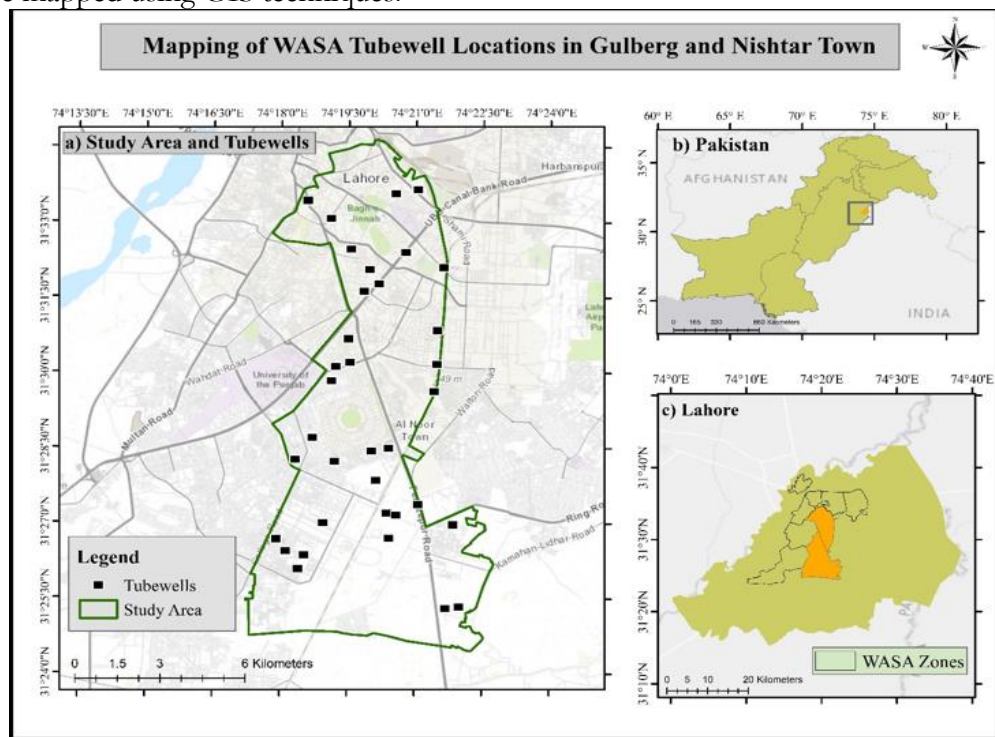 e mapped using GIS techniques.
Mapping of WASA Tubewell Locations in Gulberg and Nishtar Town
N
S
74°13'30"E 74°15'0"E 74°16'30"E 74°18'0"E 74°19'30"E 74°21'0"E 74°22'30"E 74°24'0"E
a) Study Area and Tubewells
Lahore
Harbanspur
Bagh-e-
Jinnah
Canal-Bank-Road
31°33'0"N
31°31'30"N
31°30'0"N
31°28'30"N
31°27'0"N
31°25'30"N
31°24'0"N
Wahdat-Road
University of
the Punjab
Multan-Road
Walton-Road
Al Noor
Town
Ring-Ro
Kamahan-Lidhar-Road
Legend
Tubewells
Study Area
0 1.5 3 6 Kilometers
60° E 65° E 70° E 75° E 80° E
b) Pakistan
AFGHANISTAN
INDIA
35° N
30° N
25° N
74°0'E 74°10'E 74°20'E 74°30'E 74°40'E
c) Lahore
31°40'N
31°30'N
31°20'N
31°10'N
WASA Zones
0 5 10 20 Kilometers